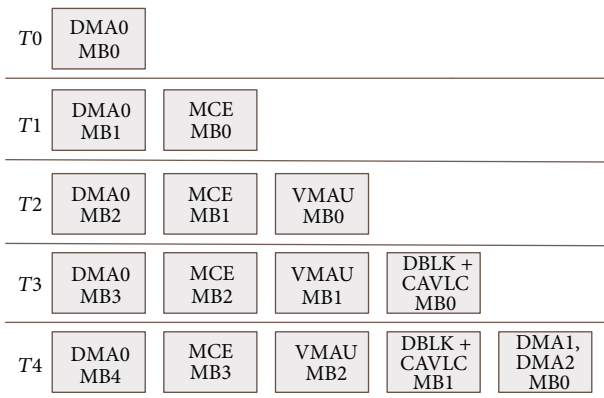 T0
DMA0
MB0
T1
DMA0
MB1
MCE
MB0
T2
DMA0
MB2
MCE
MB1
VMAU
MB0
T3
DMA0
MB3
MCE
MB2
VMAU
MB1
DBLK +
CAVLC
MB0
T4
DMA0
MB4
MCE
MB3
VMAU
MB2
DBLK +
CAVLC
MB1
DMA1,
DMA2
MB0